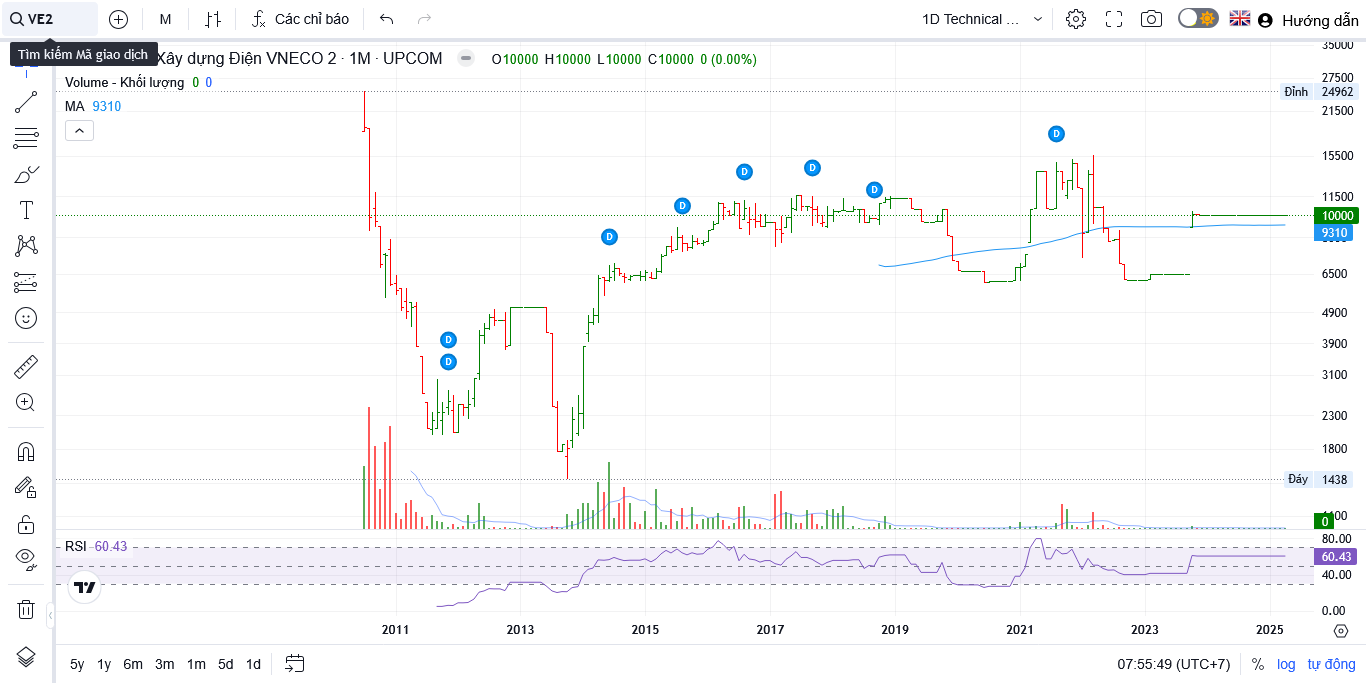 VE2
M
Các chỉ báo
1D Technical ...
Hướng dẫn
Tìm kiếm Mã giao dịch
Xây dựng Điện VNECO 2 · 1M · UPCOM
O10000 H10000 L10000 C10000 0 (0.00%)
Volume - Khối lượng 0 0
MA 9310
35000
27500
Đỉnh 24962
21500
15500
11500
10000
9310
6500
4900
3900
3100
2300
1800
Đáy 1438
0
D
D
D
D
D
D
D
D
RSI 60.43
80.00
60.43
40.00
0.00
2011 2013 2015 2017 2019 2021 2023 2025
5y 1y 6m 3m 1m 5d 1d
07:55:49 (UTC+7) % log tự động